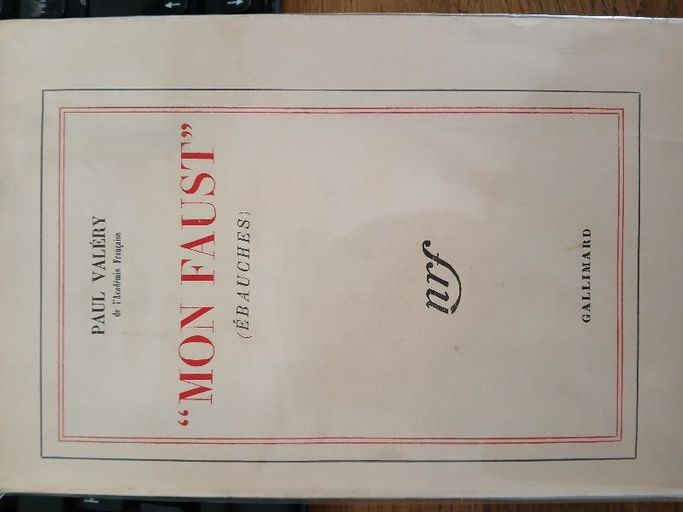 PAUL VALÉRY
de l'Académie Française
“MON FAUST”
(ÉBAUCHES)
nrf
GALLIMARD